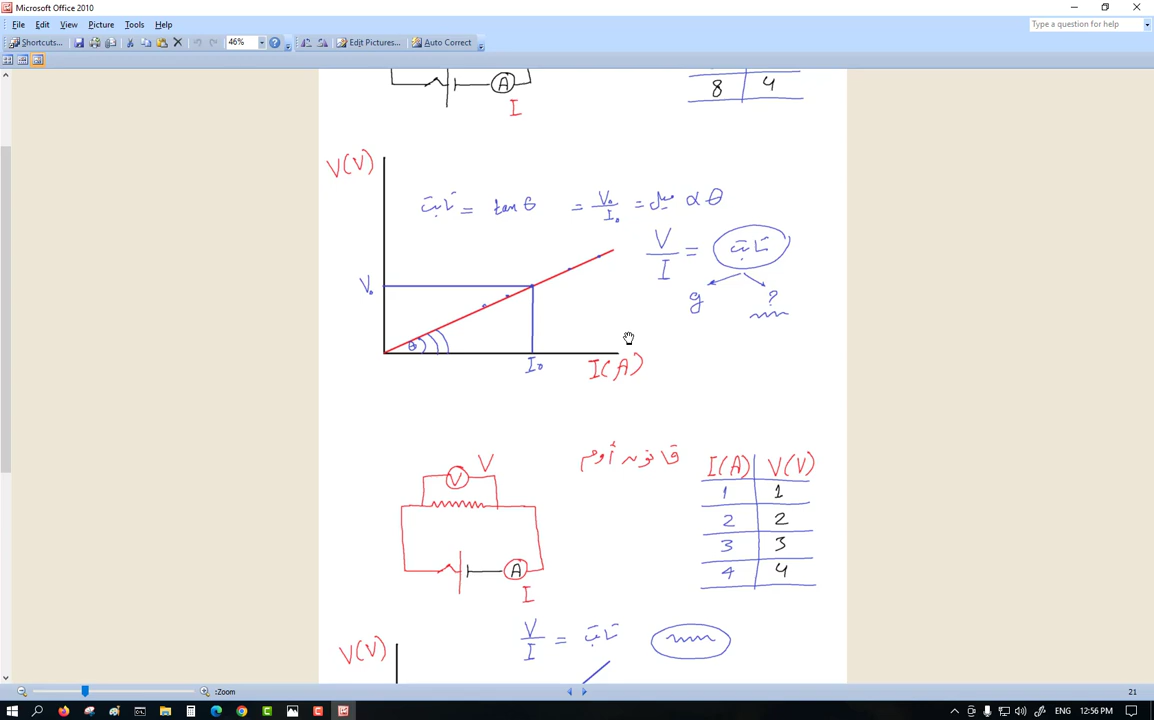 Microsoft Office 2010
File Edit View Picture Tools Help
Type a question for help
Shortcuts... 46% Edit Pictures... Auto Correct
A
I
8 4
V(V)
ثابت = tan θ = V₀/I₀ = میل ∝ θ
V/I = ثابت
g ?
V₀
θ
I₀ I(A)
قانون أوم
V
V
A
I
I(A) V(V)
1 1
2 2
3 3
4 4
V/I = ثابت
V(V)
:Zoom
21
ENG 12:56 PM